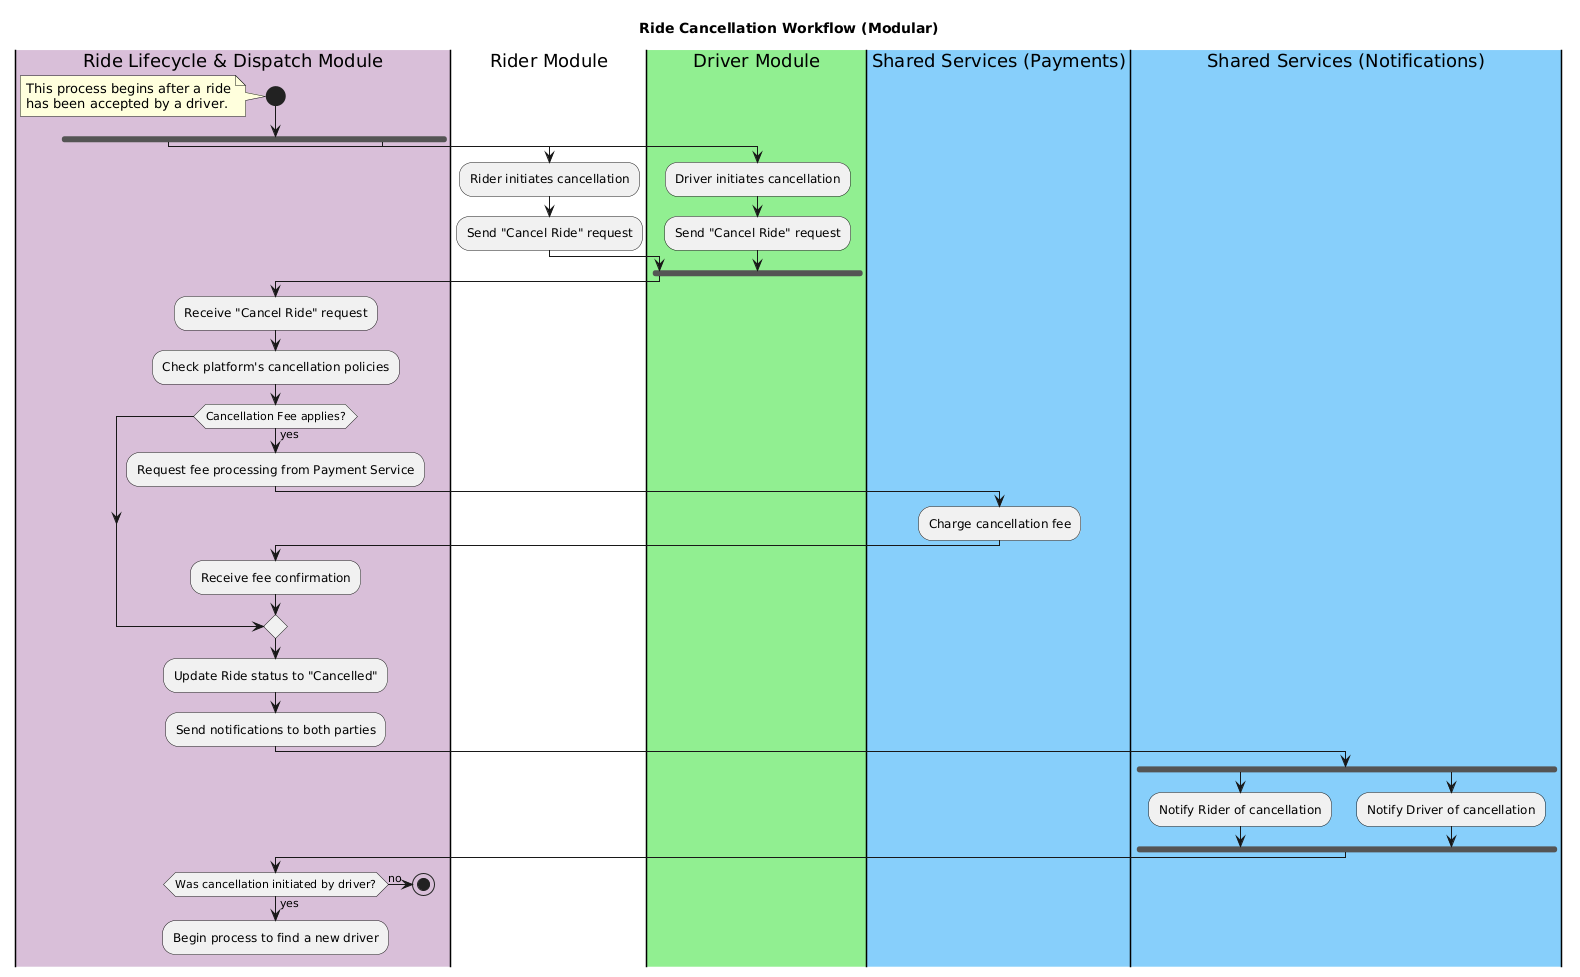 Ride Cancellation Workflow (Modular)
Ride Lifecycle & Dispatch Module
Rider Module
Driver Module
Shared Services (Payments)
Shared Services (Notifications)
This process begins after a ride
has been accepted by a driver.
Rider initiates cancellation
Driver initiates cancellation
Send "Cancel Ride" request
Send "Cancel Ride" request
Receive "Cancel Ride" request
Check platform's cancellation policies
Cancellation Fee applies?
yes
Request fee processing from Payment Service
Charge cancellation fee
Receive fee confirmation
Update Ride status to "Cancelled"
Send notifications to both parties
Notify Rider of cancellation
Notify Driver of cancellation
Was cancellation initiated by driver?
no
yes
Begin process to find a new driver